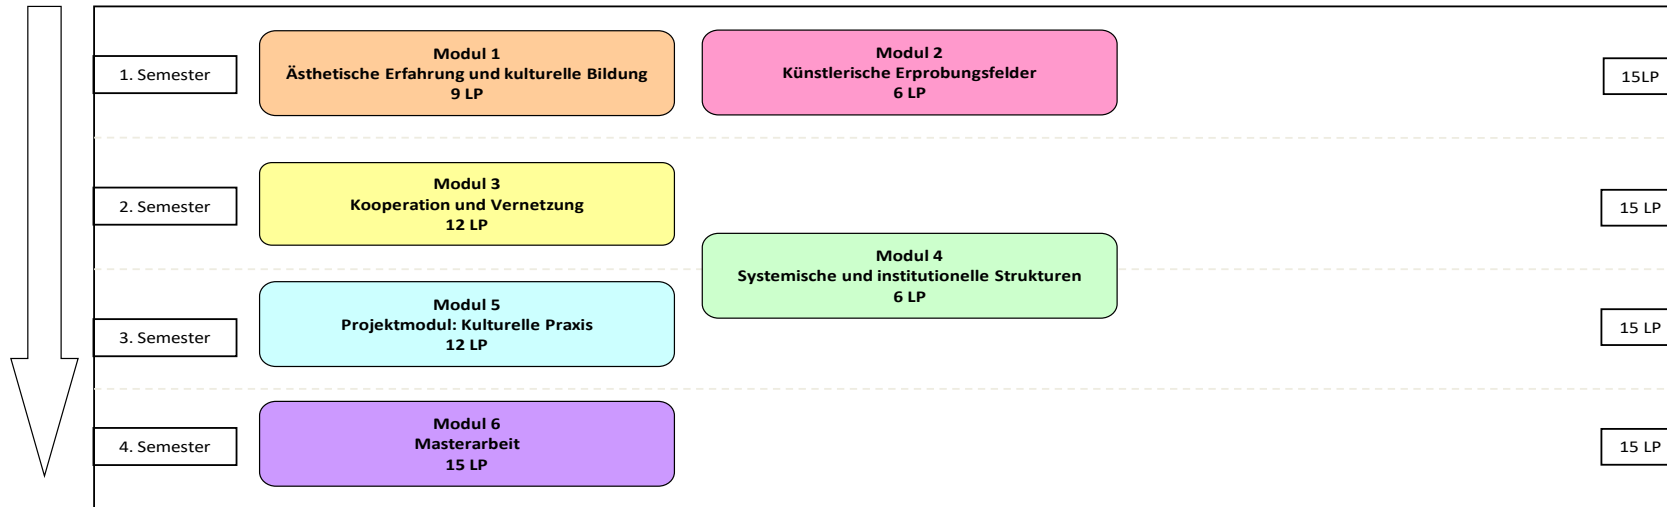 1. Semester
Modul 1
Ästhetische Erfahrung und kulturelle Bildung
9 LP
Modul 2
Künstlerische Erprobungsfelder
6 LP
15LP
2. Semester
Modul 3
Kooperation und Vernetzung
12 LP
15 LP
Modul 4
Systemische und institutionelle Strukturen
6 LP
3. Semester
Modul 5
Projektmodul: Kulturelle Praxis
12 LP
15 LP
4. Semester
Modul 6
Masterarbeit
15 LP
15 LP